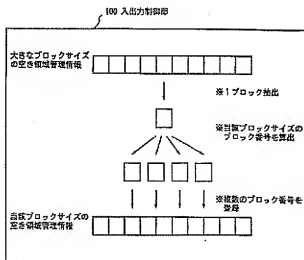 100 入出力制御部
大きなブロックサイズ
の空き領域管理情報
※1ブロック抽出
※当該ブロックサイズの
ブロック番号を算出
※複数のブロック番号を
登録
当該ブロックサイズの
空き領域管理情報